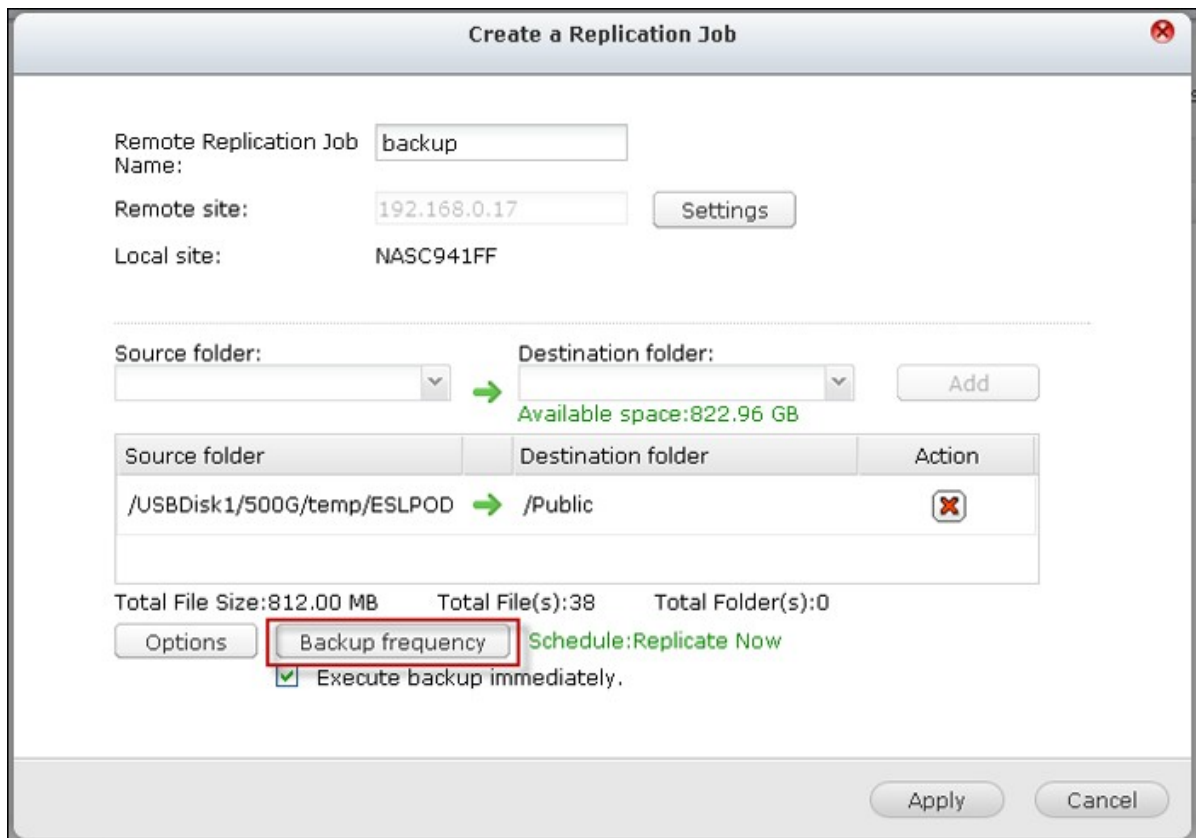 Create a Replication Job
Remote Replication Job Name:
backup
Remote site:
192.168.0.17
Settings
Local site:
NASC941FF
Source folder:
Destination folder:
Add
Available space:822.96 GB
Source folder
Destination folder
Action
/USBDisk1/500G/temp/ESLPOD
/Public
Total File Size:812.00 MB
Total File(s):38
Total Folder(s):0
Options
Backup frequency
Schedule:Replicate Now
Execute backup immediately.
Apply
Cancel